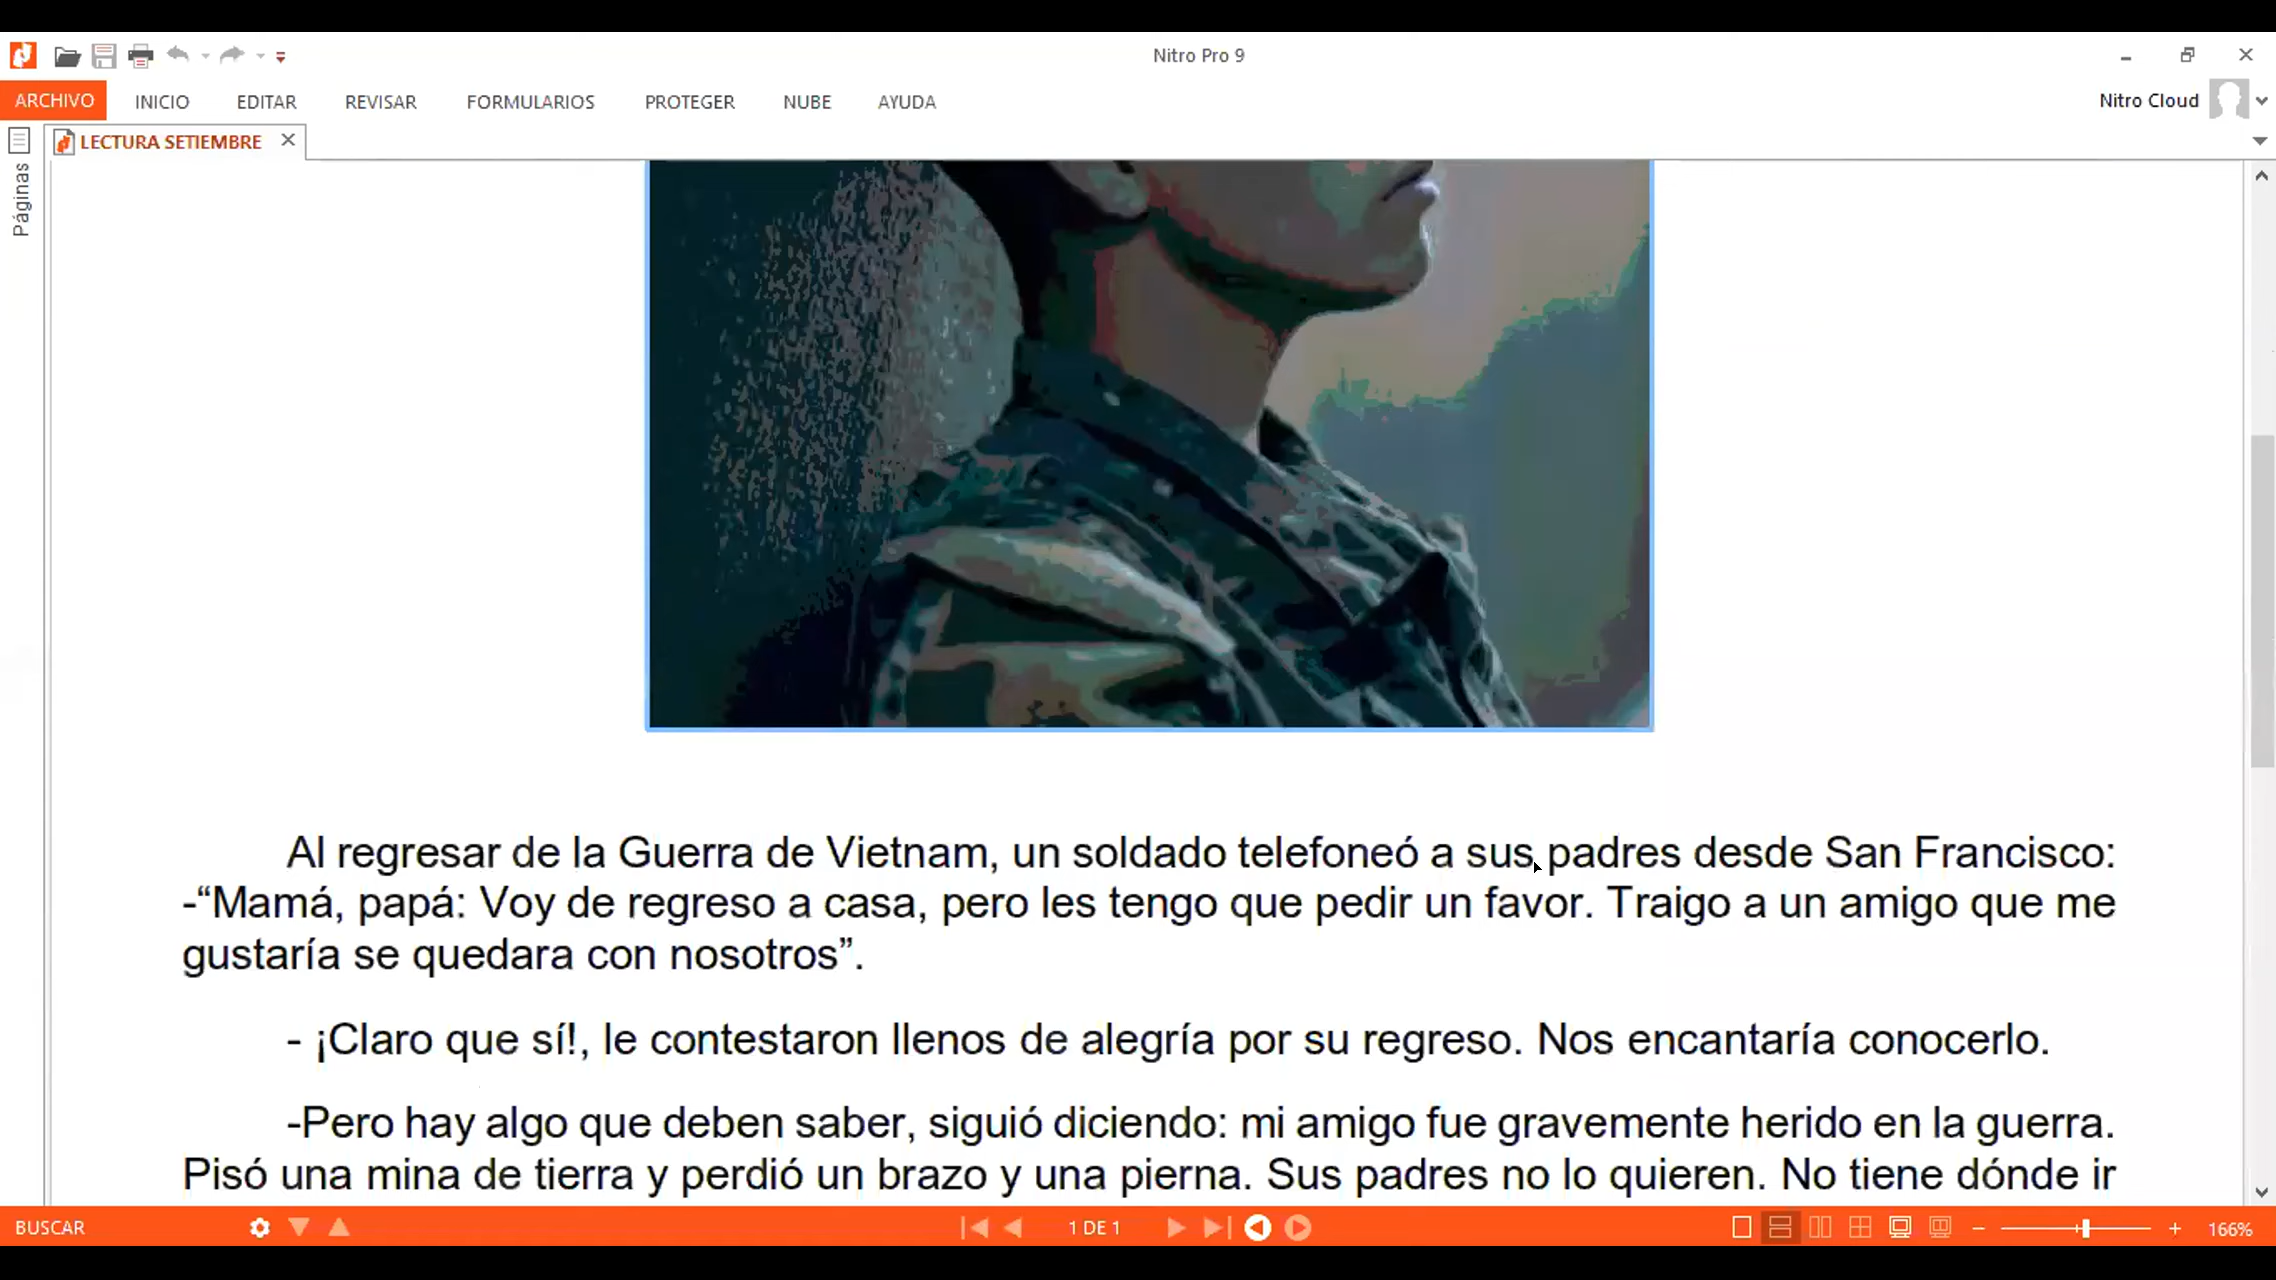 Nitro Pro 9
ARCHIVO INICIO EDITAR REVISAR FORMULARIOS PROTEGER NUBE AYUDA Nitro Cloud
LECTURA SETIEMBRE
Páginas
Al regresar de la Guerra de Vietnam, un soldado telefoneó a sus padres desde San Francisco:
-“Mamá, papá: Voy de regreso a casa, pero les tengo que pedir un favor. Traigo a un amigo que me
gustaría se quedara con nosotros”.
- ¡Claro que sí!, le contestaron llenos de alegría por su regreso. Nos encantaría conocerlo.
-Pero hay algo que deben saber, siguió diciendo: mi amigo fue gravemente herido en la guerra.
Pisó una mina de tierra y perdió un brazo y una pierna. Sus padres no lo quieren. No tiene dónde ir
BUSCAR 1 DE 1 166%